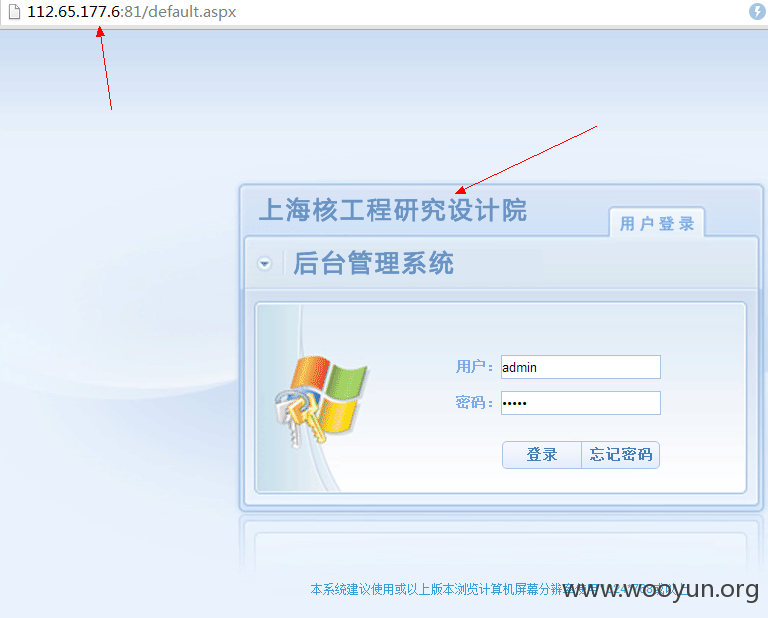 112.65.177.6:81/default.aspx
上海核工程研究设计院
用户登录
后台管理系统
用户: admin
密码: •••••
登录 忘记密码
本系统建议使用或以上版本浏览计算机屏幕分辨
www.wooyun.org